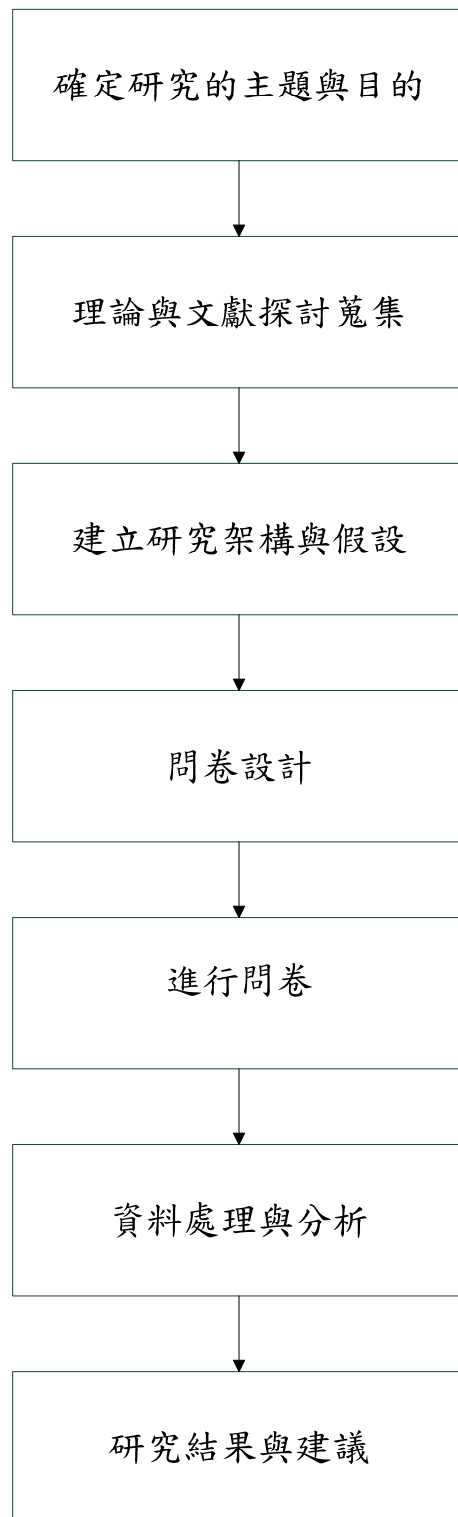 確定研究的主題與目的
理論與文獻探討蒐集
建立研究架構與假設
問卷設計
進行問卷
資料處理與分析
研究結果與建議